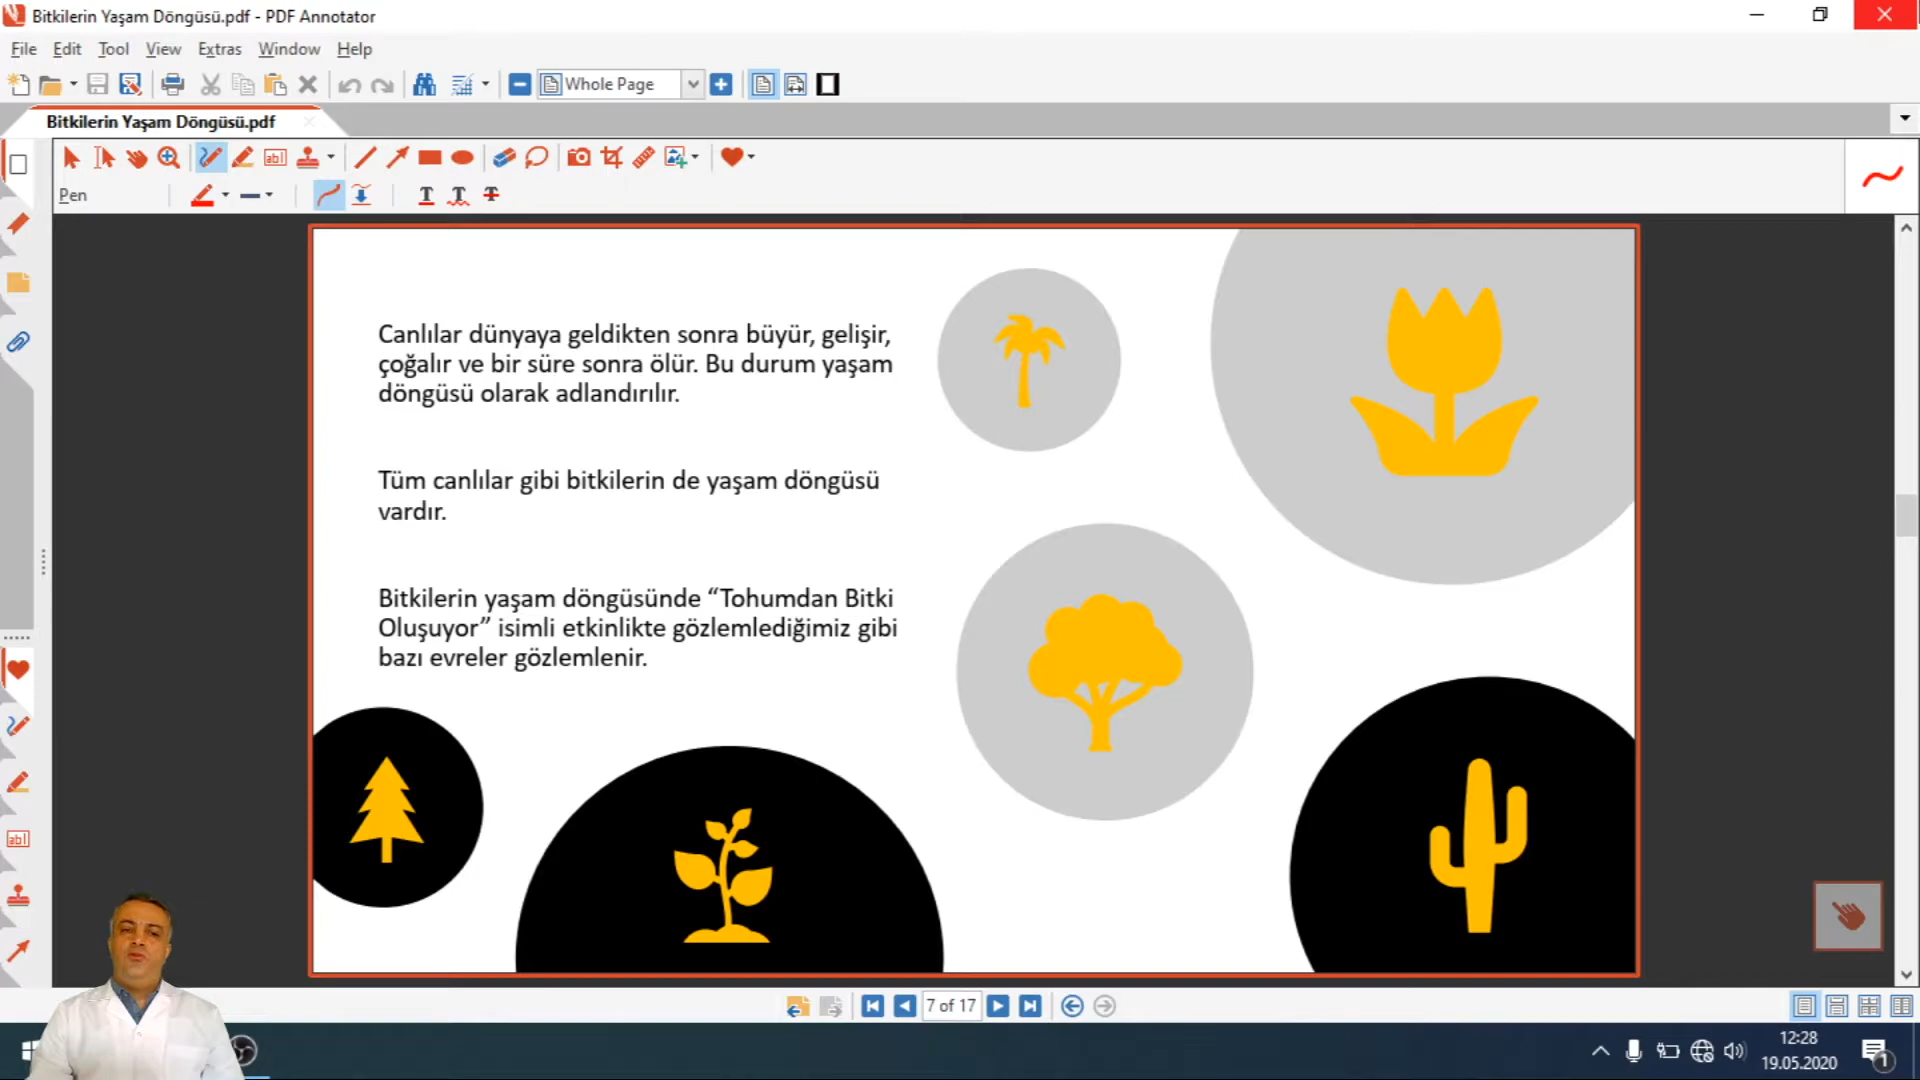 Bitkilerin Yaşam Döngüsü.pdf - PDF Annotator
File Edit Tool View Extras Window Help
Whole Page
Bitkilerin Yaşam Döngüsü.pdf
abl
Pen
T T T
Canlılar dünyaya geldikten sonra büyür, gelişir,
çoğalır ve bir süre sonra ölür. Bu durum yaşam
döngüsü olarak adlandırılır.
Tüm canlılar gibi bitkilerin de yaşam döngüsü
vardır.
Bitkilerin yaşam döngüsünde “Tohumdan Bitki
Oluşuyor” isimli etkinlikte gözlemlediğimiz gibi
bazı evreler gözlemlenir.
abl
7 of 17
12:28
19.05.2020
1